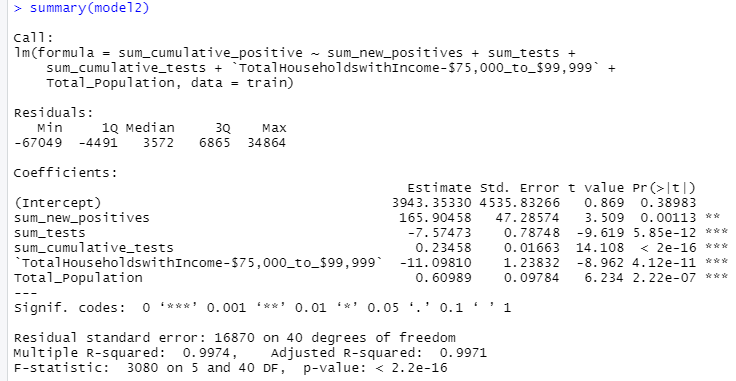 > summary(model2)
Call:
lm(formula = sum_cumulative_positive ~ sum_new_positives + sum_tests +
    sum_cumulative_tests + `TotalHouseholdswithIncome-$75,000_to_$99,999` +
    Total_Population, data = train)
Residuals:
   Min     1Q Median     3Q    Max
-67049  -4491   3572   6865  34864
Coefficients:
                                                 Estimate Std. Error t value Pr(>|t|)
(Intercept)                                    3943.35330 4535.83266   0.869  0.38983
sum_new_positives                               165.90458   47.28574   3.509  0.00113 **
sum_tests                                        -7.57473    0.78748  -9.619 5.85e-12 ***
sum_cumulative_tests                              0.23458    0.01663  14.108  < 2e-16 ***
`TotalHouseholdswithIncome-$75,000_to_$99,999`  -11.09810    1.23832  -8.962 4.12e-11 ***
Total_Population                                  0.60989    0.09784   6.234 2.22e-07 ***
---
Signif. codes:  0 ‘***’ 0.001 ‘**’ 0.01 ‘*’ 0.05 ‘.’ 0.1 ‘ ’ 1
Residual standard error: 16870 on 40 degrees of freedom
Multiple R-squared:  0.9974,    Adjusted R-squared:  0.9971
F-statistic:  3080 on 5 and 40 DF,  p-value: < 2.2e-16